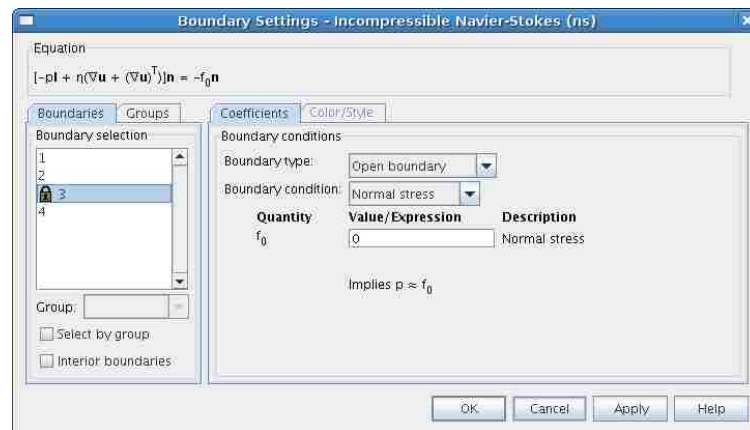 Boundary Settings - Incompressible Navier-Stokes (ns)
Equation
[-pI + η(∇u + (∇u)ᵀ)]n = -f₀n
Boundaries Groups
Boundary selection
1
2
3
4
Group:
Select by group
Interior boundaries
Coefficients Color/Style
Boundary conditions
Boundary type: Open boundary
Boundary condition: Normal stress
Quantity Value/Expression Description
f₀ 0 Normal stress
Implies p ≈ f₀
OK Cancel Apply Help